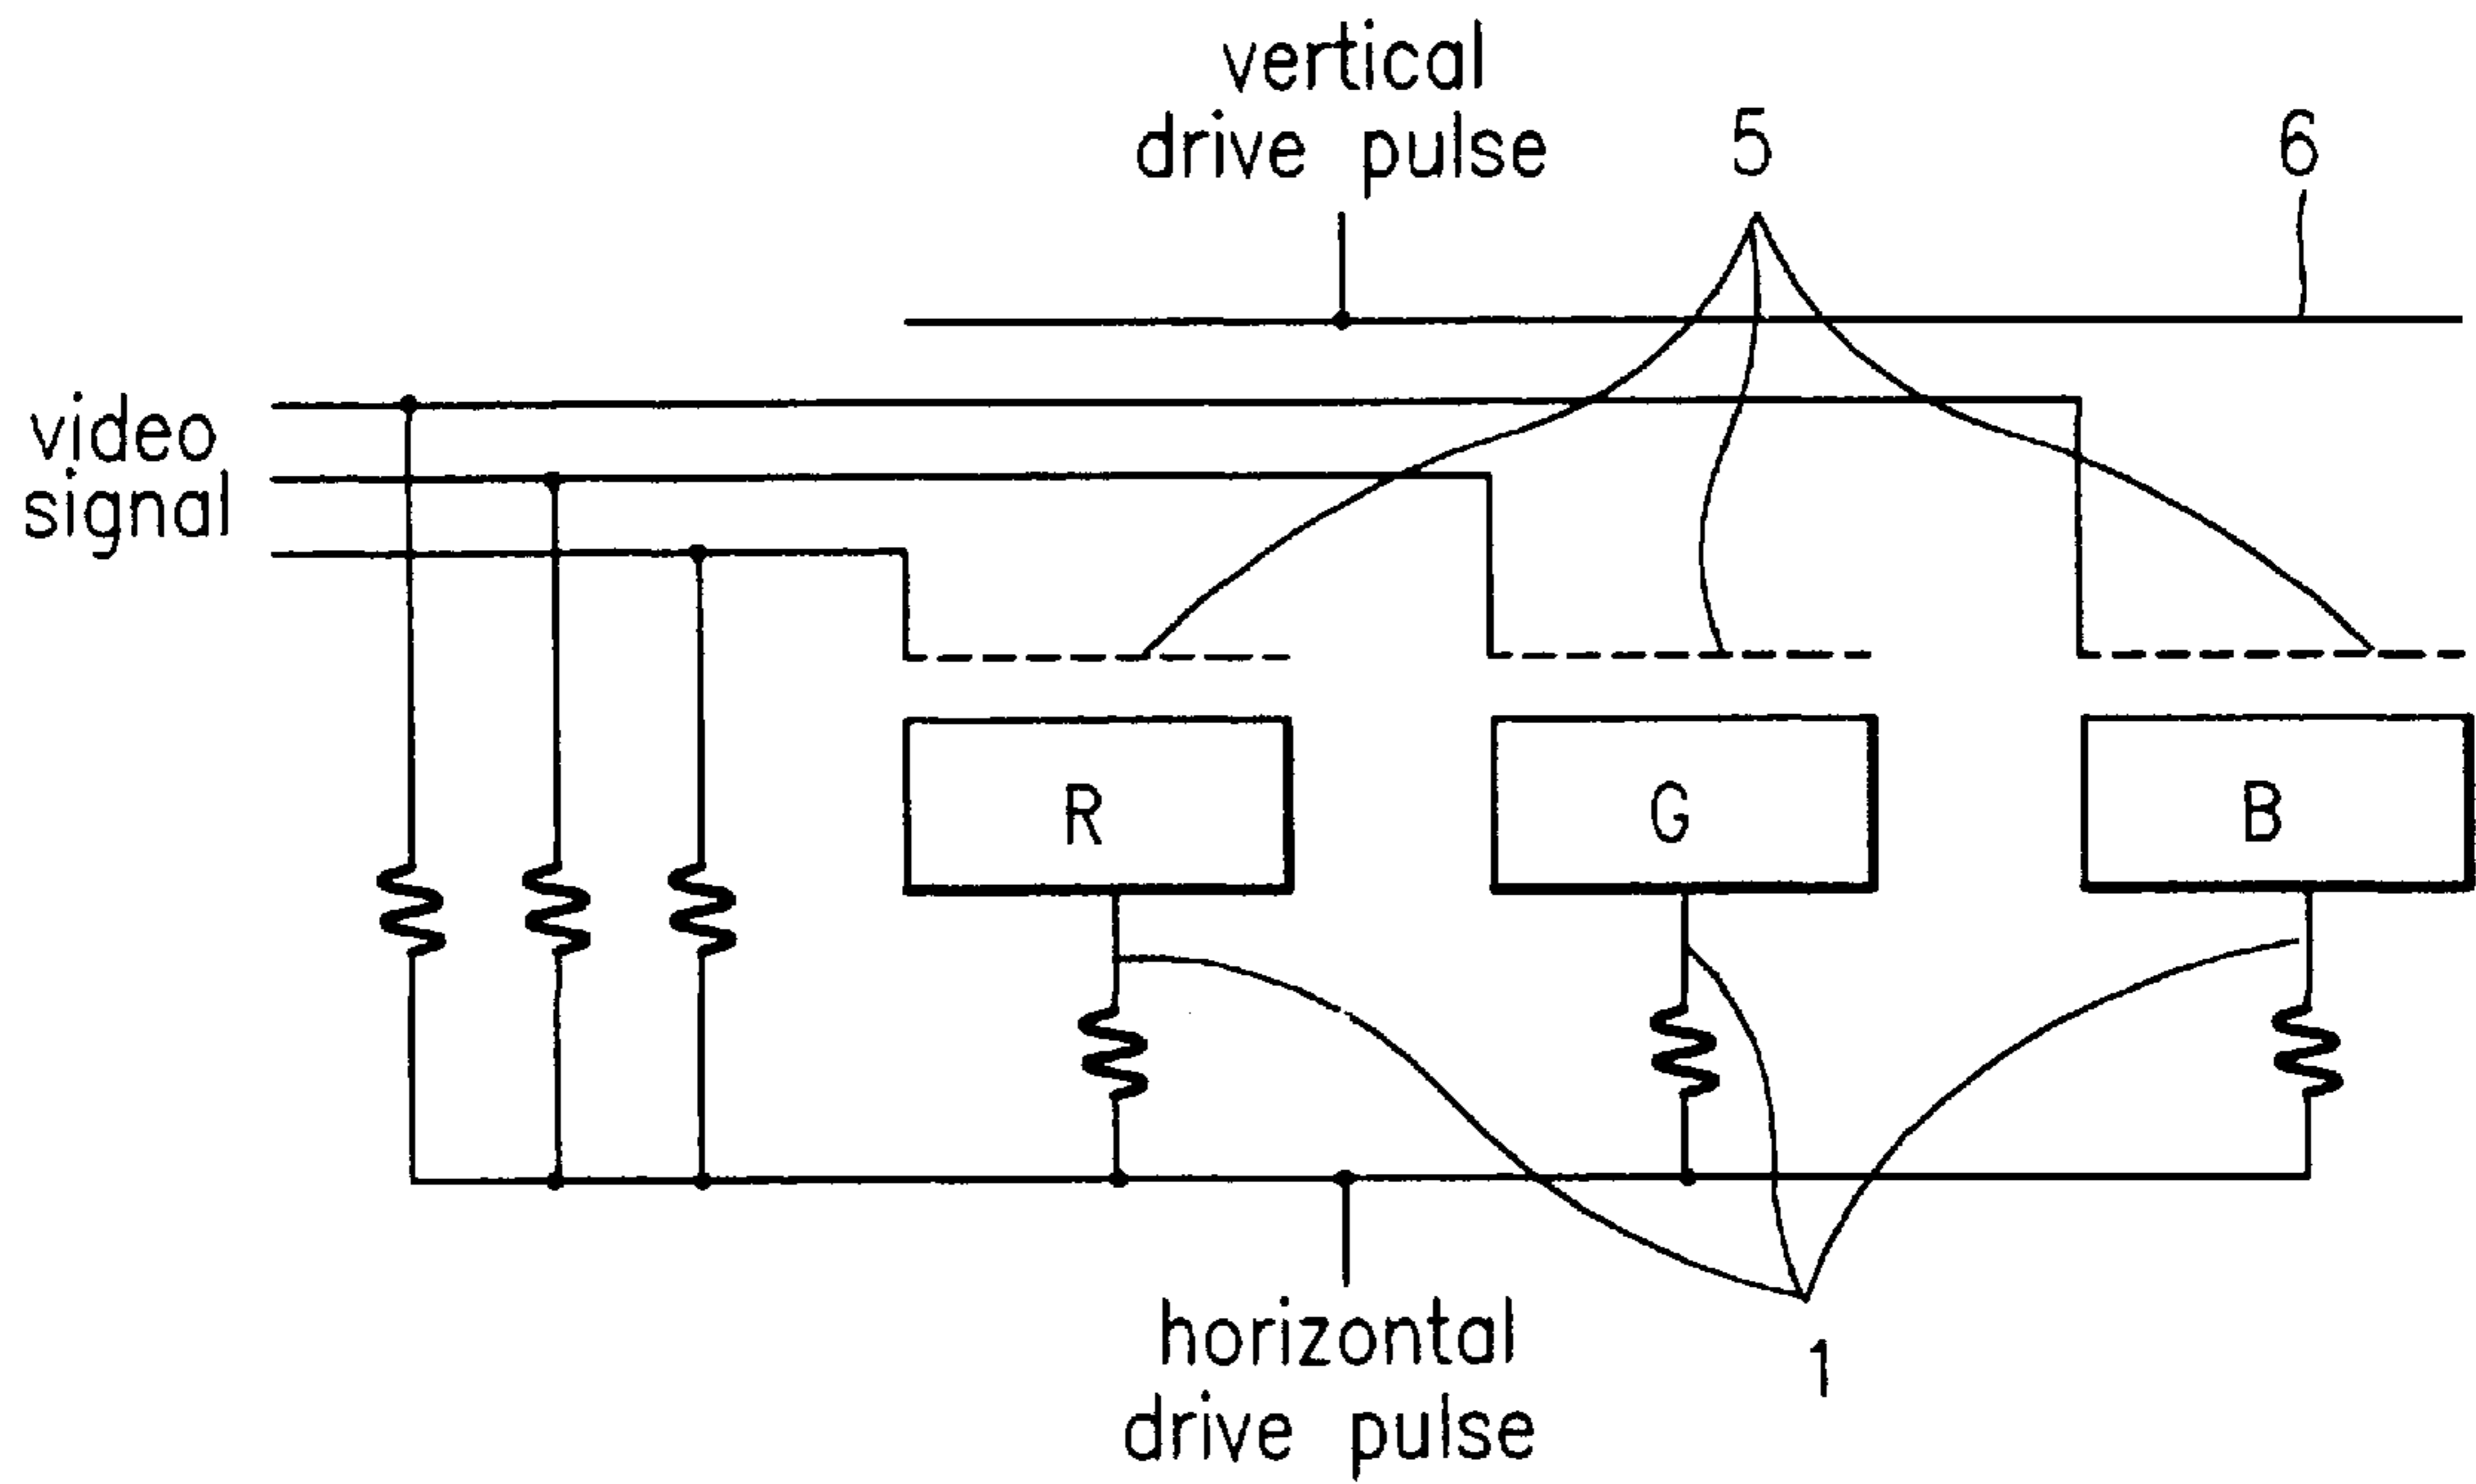 vertical
drive pulse
5
6
video
signal
R
G
B
horizontal
drive pulse
1